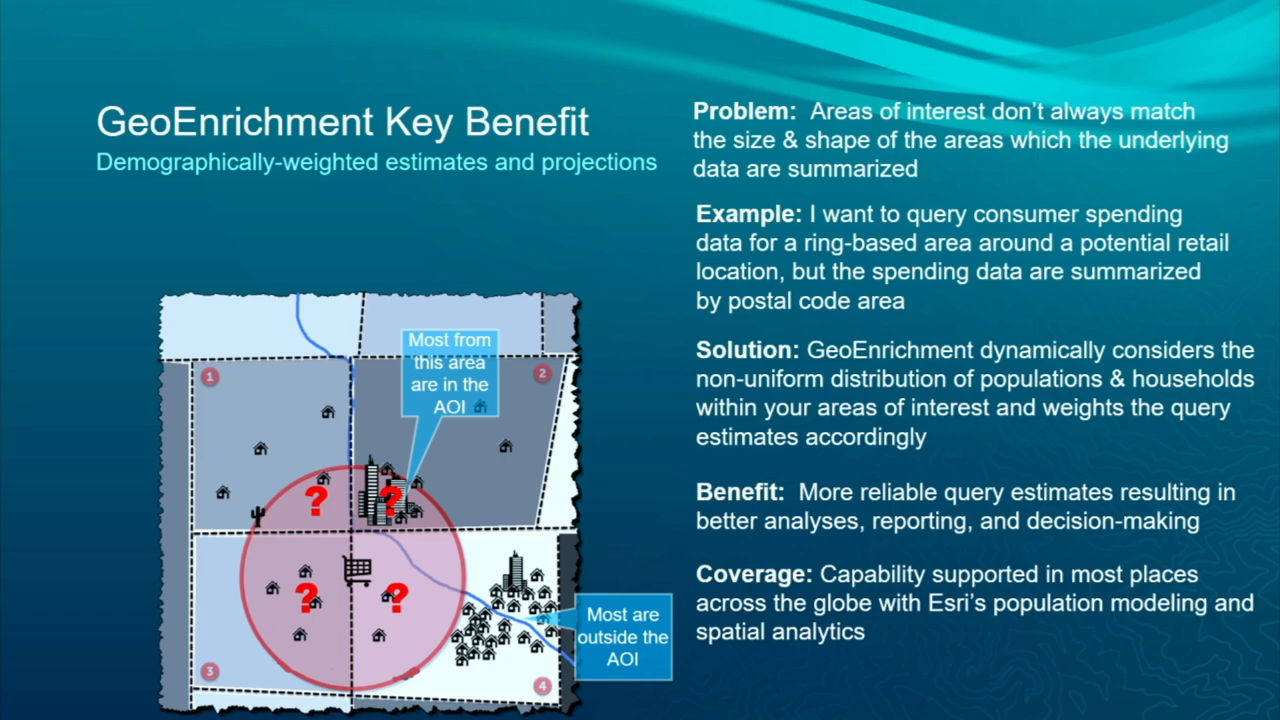 GeoEnrichment Key Benefit
Demographically-weighted estimates and projections
Problem:  Areas of interest don’t always match
the size & shape of the areas which the underlying
data are summarized
Example: I want to query consumer spending
data for a ring-based area around a potential retail
location, but the spending data are summarized
by postal code area
Solution: GeoEnrichment dynamically considers the
non-uniform distribution of populations & households
within your areas of interest and weights the query
estimates accordingly
Benefit:  More reliable query estimates resulting in
better analyses, reporting, and decision-making
Coverage: Capability supported in most places
across the globe with Esri’s population modeling and
spatial analytics
Most from
this area
are in the
AOI
1
2
?
?
?
?
Most are
outside the
AOI
3
4